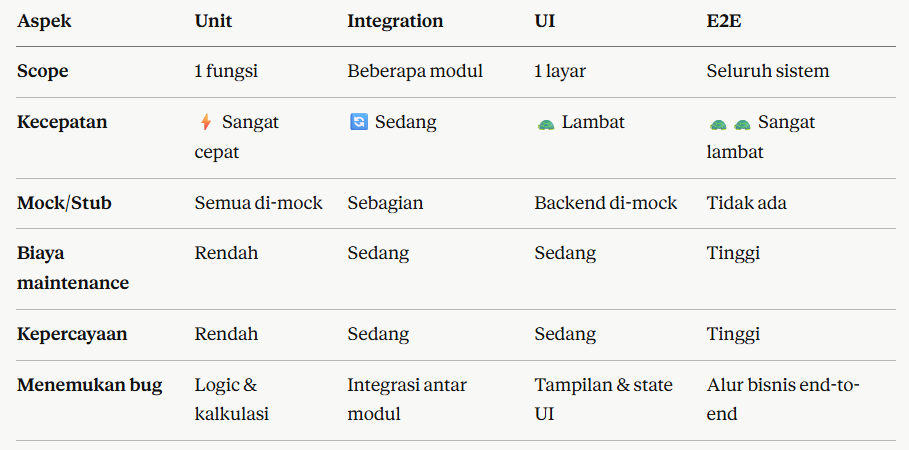 Aspek Unit Integration UI E2E
Scope 1 fungsi Beberapa modul 1 layar Seluruh sistem
Kecepatan ⚡ Sangat cepat 🔄 Sedang 🐢 Lambat 🐢🐢 Sangat lambat
Mock/Stub Semua di-mock Sebagian Backend di-mock Tidak ada
Biaya maintenance Rendah Sedang Sedang Tinggi
Kepercayaan Rendah Sedang Sedang Tinggi
Menemukan bug Logic & kalkulasi Integrasi antar modul Tampilan & state UI Alur bisnis end-to-end